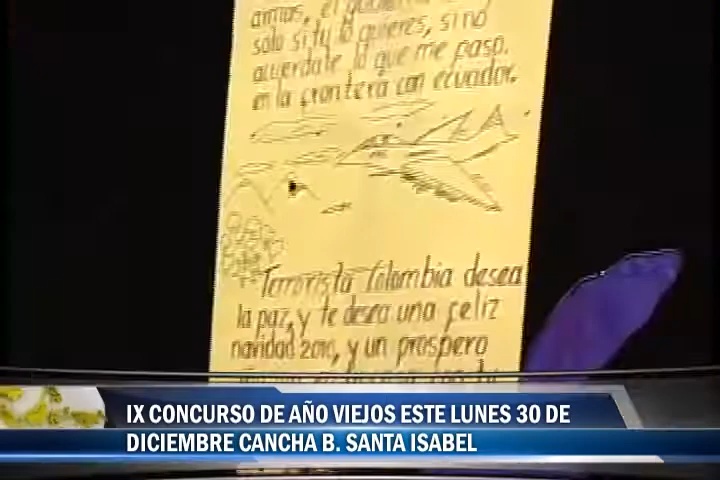 armas, el gobierno
solo si tu lo quieres, sino
acuerdate lo que me paso.
en la frontera con ecuador.
Terrorista Colombia desea
la paz, y te desea una feliz
navidad 2010, y un prospero
IX CONCURSO DE AÑO VIEJOS ESTE LUNES 30 DE
DICIEMBRE CANCHA B. SANTA ISABEL